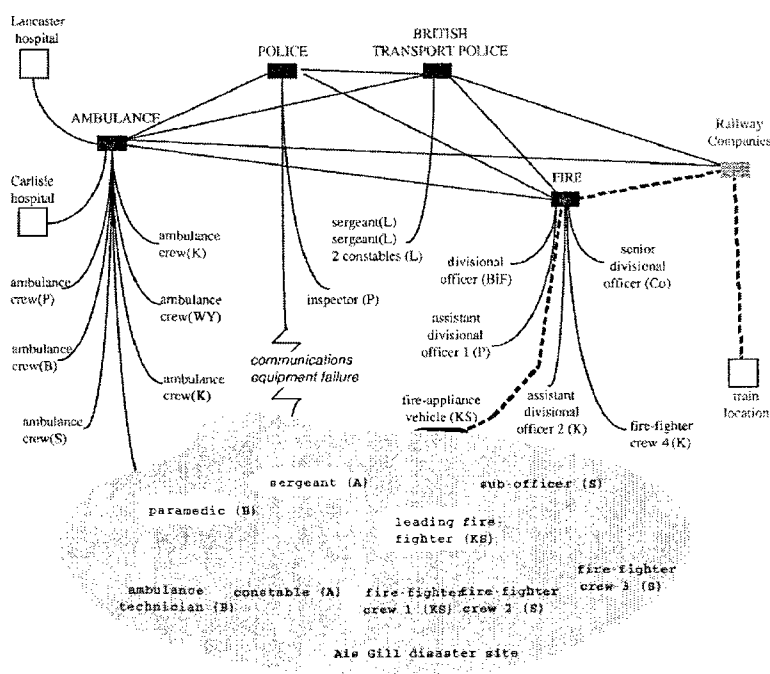 Lancaster
hospital
BRITISH
TRANSPORT POLICE
POLICE
AMBULANCE
Railway
Companies
FIRE
Carlisle
hospital
ambulance
crew(K)
sergeant(L)
sergeant(L)
2 constables (L)
divisional
officer (BiF)
senior
divisional
officer (Co)
ambulance
crew(P)
ambulance
crew(WY)
inspector (P)
assistant
divisional
officer 1 (P)
ambulance
crew(B)
communications
equipment failure
ambulance
crew(K)
fire-appliance
vehicle (KS)
assistant
divisional
officer 2 (K)
train
location
ambulance
crew(S)
fire-fighter
crew 4 (K)
sergeant (A)
sub-officer (S)
paramedic (B)
leading fire
fighter (KS)
fire-fighter
crew 3 (S)
ambulance
technician (B)
constable (A)
fire-fighter
crew 1 (KS)
fire-fighter
crew 2 (S)
Ais Gill disaster site